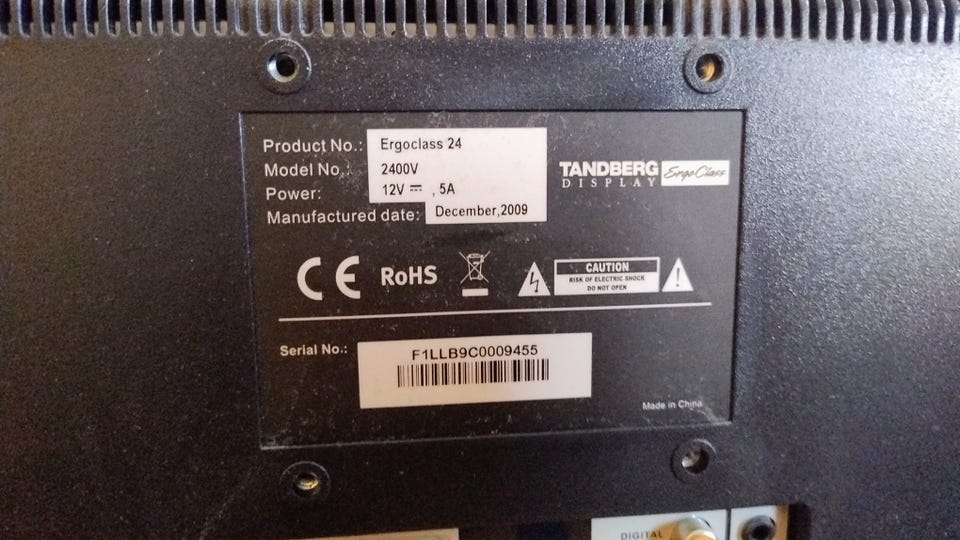 Product No.: Ergoclass 24
Model No.: 2400V
Power: 12V ⎓ , 5A
Manufactured date: December,2009
TANDBERG ErgoClass
DISPLAY
CE RoHS
CAUTION
RISK OF ELECTRIC SHOCK
DO NOT OPEN
Serial No.: F1LLB9C0009455
Made in China
DIGITAL